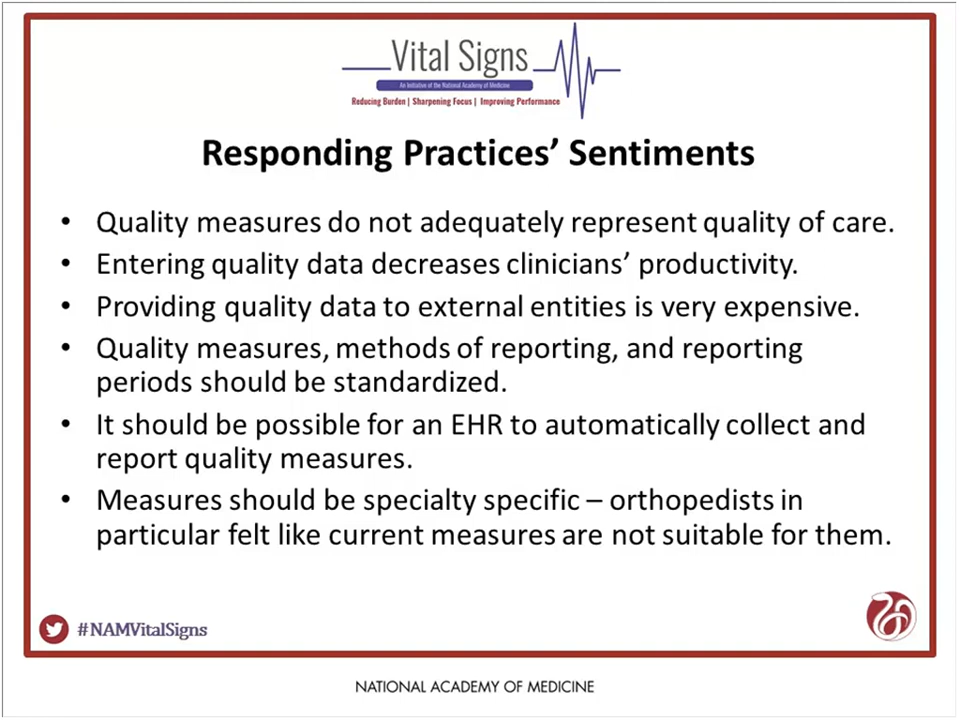 Vital Signs
An Initiative of the National Academy of Medicine
Reducing Burden | Sharpening Focus | Improving Performance
Responding Practices’ Sentiments
• Quality measures do not adequately represent quality of care.
• Entering quality data decreases clinicians’ productivity.
• Providing quality data to external entities is very expensive.
• Quality measures, methods of reporting, and reporting
periods should be standardized.
• It should be possible for an EHR to automatically collect and
report quality measures.
• Measures should be specialty specific – orthopedists in
particular felt like current measures are not suitable for them.
#NAMVitalSigns
NATIONAL ACADEMY OF MEDICINE